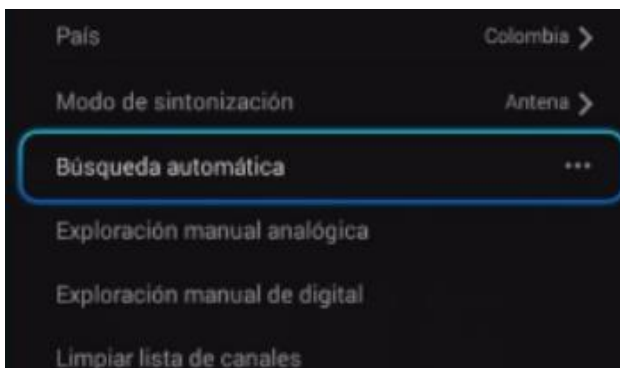 País Colombia
Modo de sintonización Antena
Búsqueda automática ...
Exploración manual analógica
Exploración manual de digital
Limpiar lista de canales